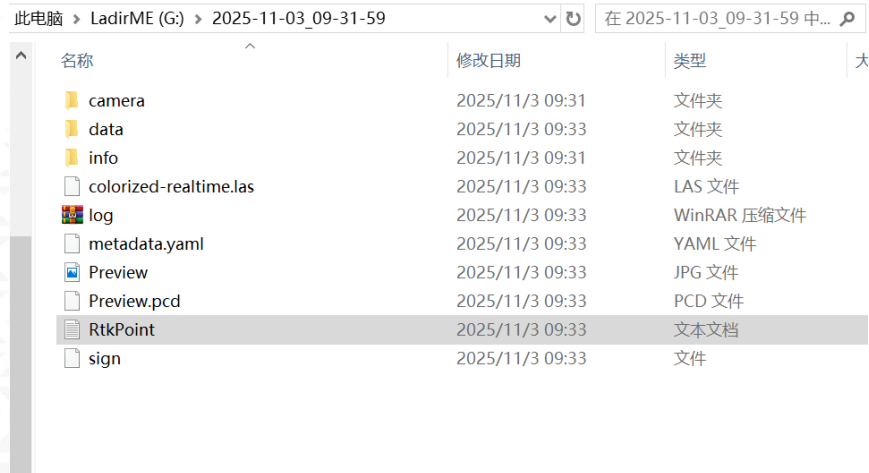 此电脑 > LadirME (G:) > 2025-11-03_09-31-59
在 2025-11-03_09-31-59 中...
名称 修改日期 类型 大
camera 2025/11/3 09:31 文件夹
data 2025/11/3 09:33 文件夹
info 2025/11/3 09:31 文件夹
colorized-realtime.las 2025/11/3 09:33 LAS 文件
log 2025/11/3 09:33 WinRAR 压缩文件
metadata.yaml 2025/11/3 09:33 YAML 文件
Preview 2025/11/3 09:33 JPG 文件
Preview.pcd 2025/11/3 09:33 PCD 文件
RtkPoint 2025/11/3 09:33 文本文档
sign 2025/11/3 09:33 文件